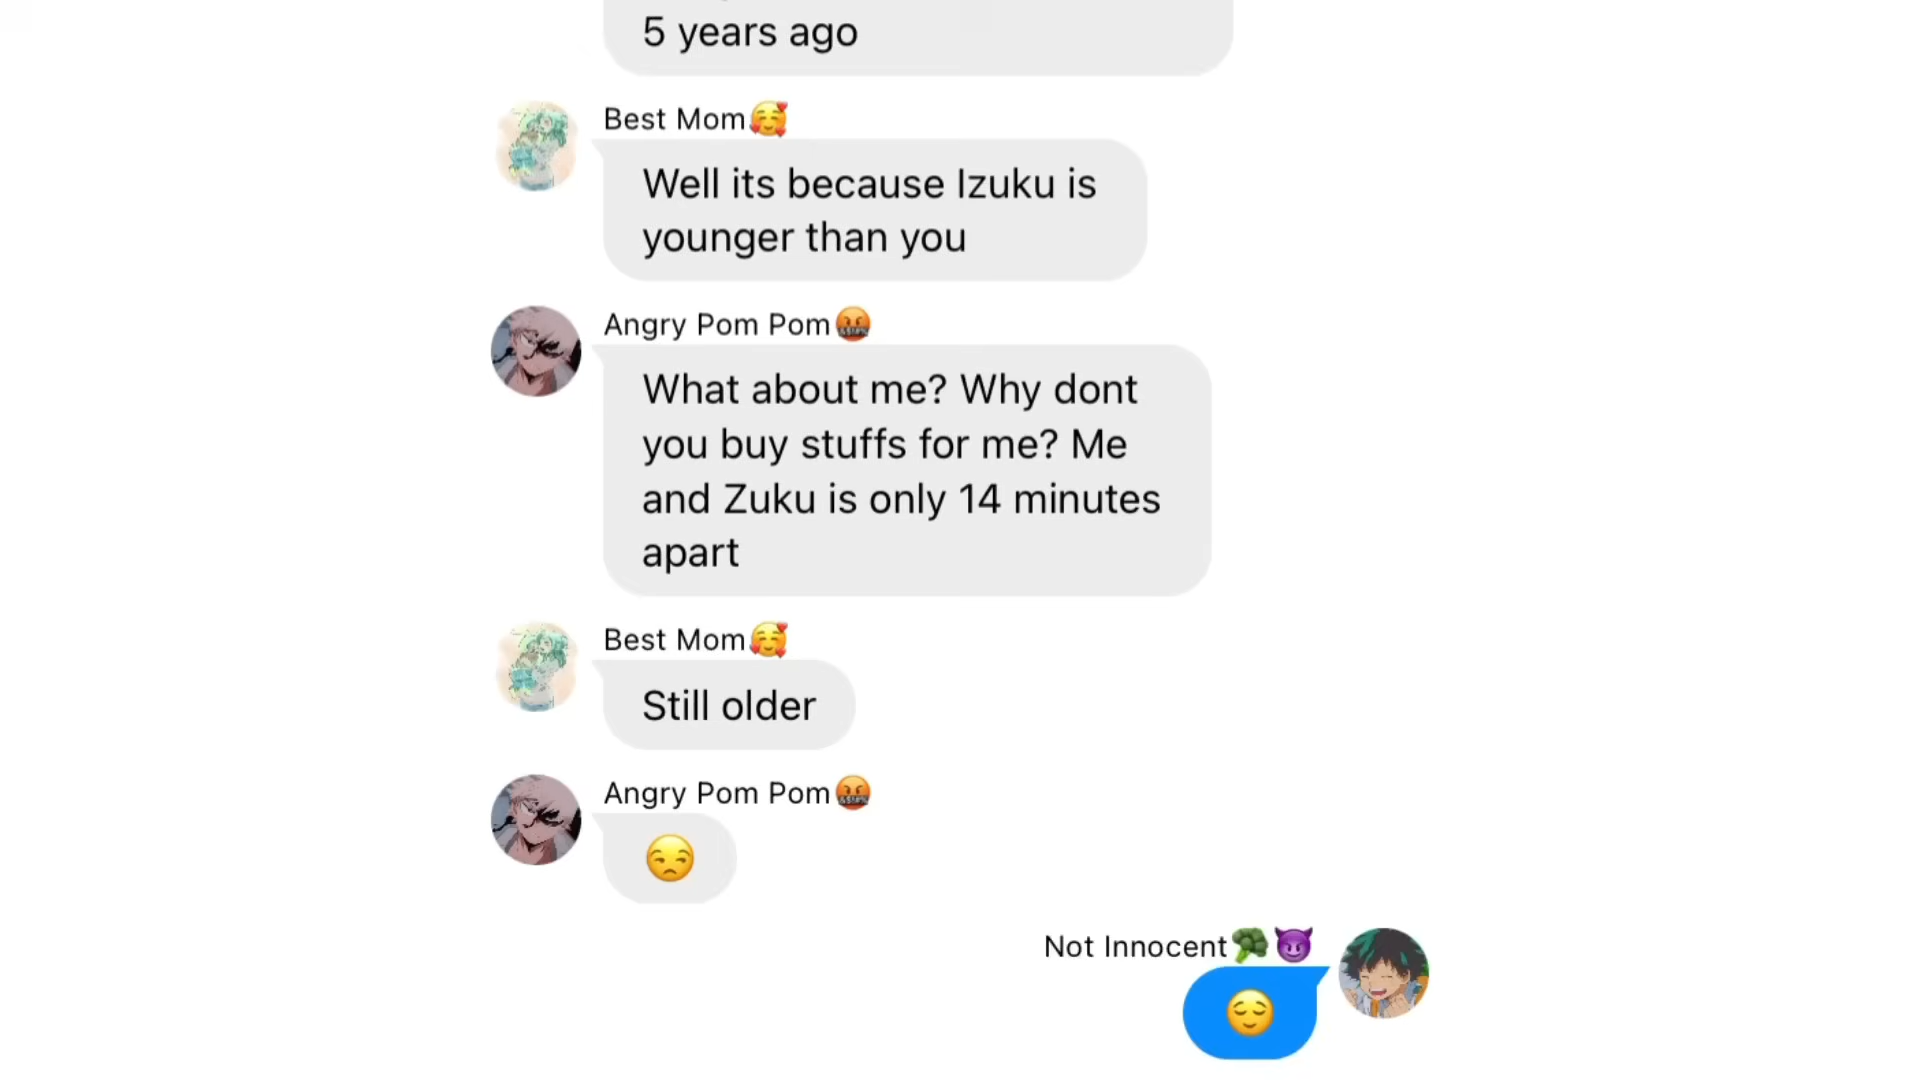 5 years ago
Best Mom🥰
Well its because Izuku is
younger than you
Angry Pom Pom🤬
What about me? Why dont
you buy stuffs for me? Me
and Zuku is only 14 minutes
apart
Best Mom🥰
Still older
Angry Pom Pom🤬
😒
Not Innocent🥦😈
😌